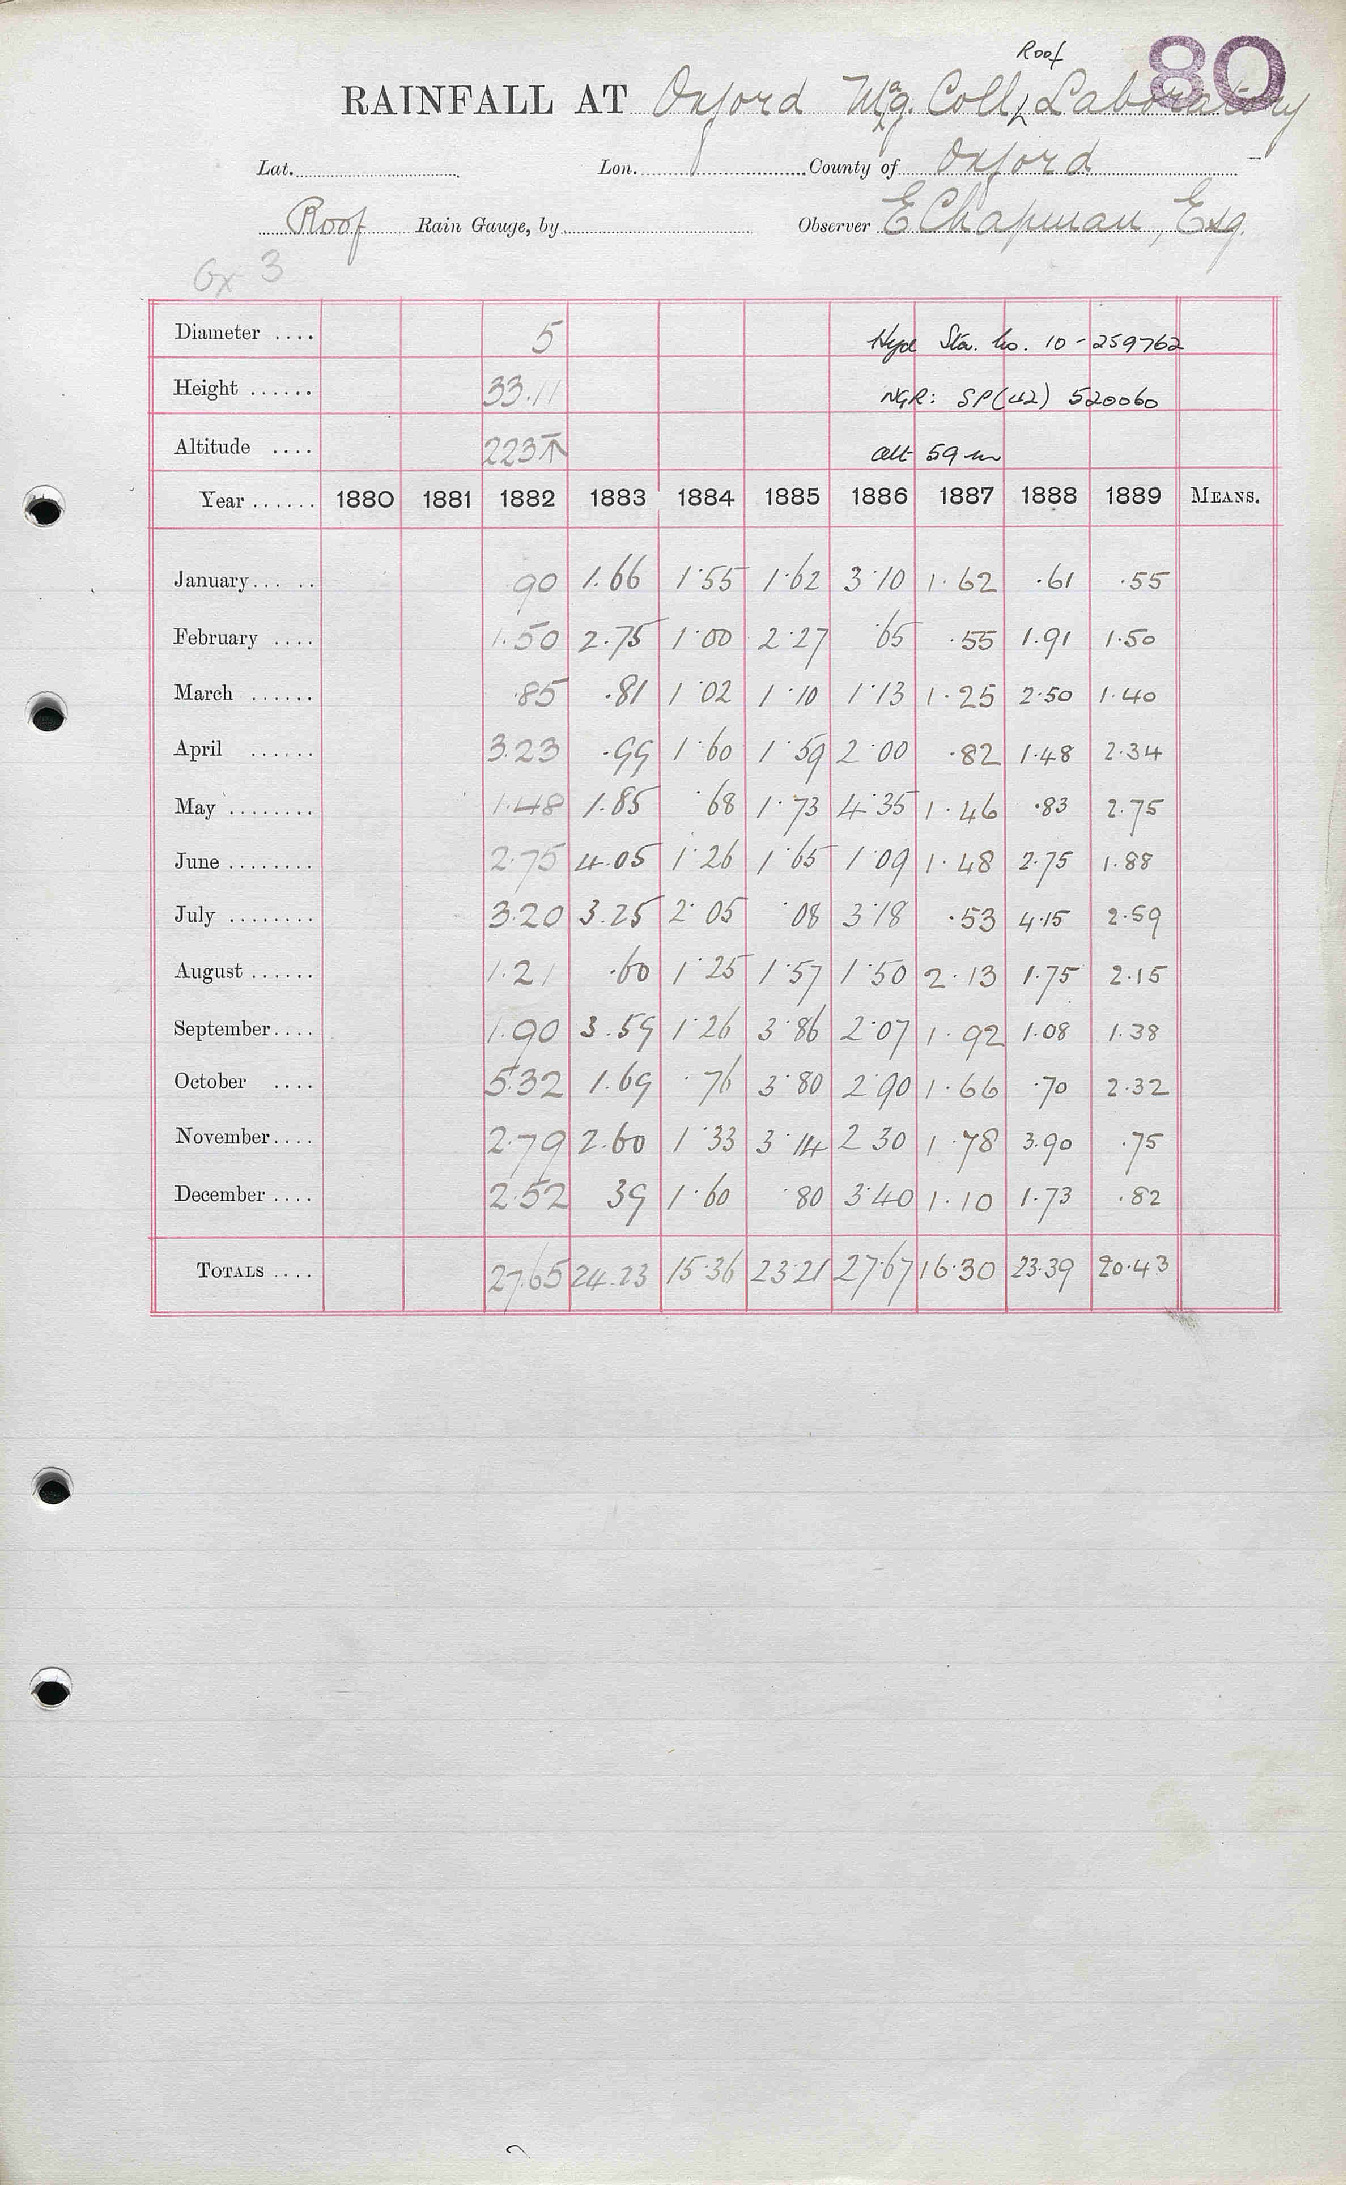 80
Roof
RAINFALL AT Oxford Mag. Coll. Laboratory
Lat. Lon. County of Oxford
Roof Rain Gauge, by Observer E Chapman, Esq.
Ox 3
Diameter .... 5 Hyd Sta. no. 10-259762
Height ...... 33.11 NGR: SP(42) 520060
Altitude .... 223 alt 59 m
Year ...... 1880 1881 1882 1883 1884 1885 1886 1887 1888 1889 MEANS.
January... .. 90 1.66 1.55 1.62 3.10 1.62 .61 .55
February .... 1.50 2.75 1.00 2.27 .65 .55 1.91 1.50
March ...... .85 .81 1.02 1.10 1.13 1.25 2.50 1.40
April ...... 3.23 .99 1.60 1.59 2.00 .82 1.48 2.34
May ........ 1.48 1.85 .68 1.73 4.35 1.46 .83 2.75
June ........ 2.75 4.05 1.26 1.65 1.09 1.48 2.75 1.88
July ........ 3.20 3.25 2.05 .08 3.18 .53 4.15 2.59
August ...... 1.21 .60 1.25 1.57 1.50 2.13 1.75 2.15
September .... 1.90 3.59 1.26 3.86 2.07 1.92 1.08 1.38
October .... 5.32 1.69 .76 3.80 2.90 1.66 .70 2.32
November .... 2.79 2.60 1.33 3.14 2 30 1.78 3.90 .75
December .... 2.52 39 1.60 .80 3.40 1.10 1.73 .82
TOTALS .... 27.65 24.23 15.36 23.21 27.67 16.30 23.39 20.43